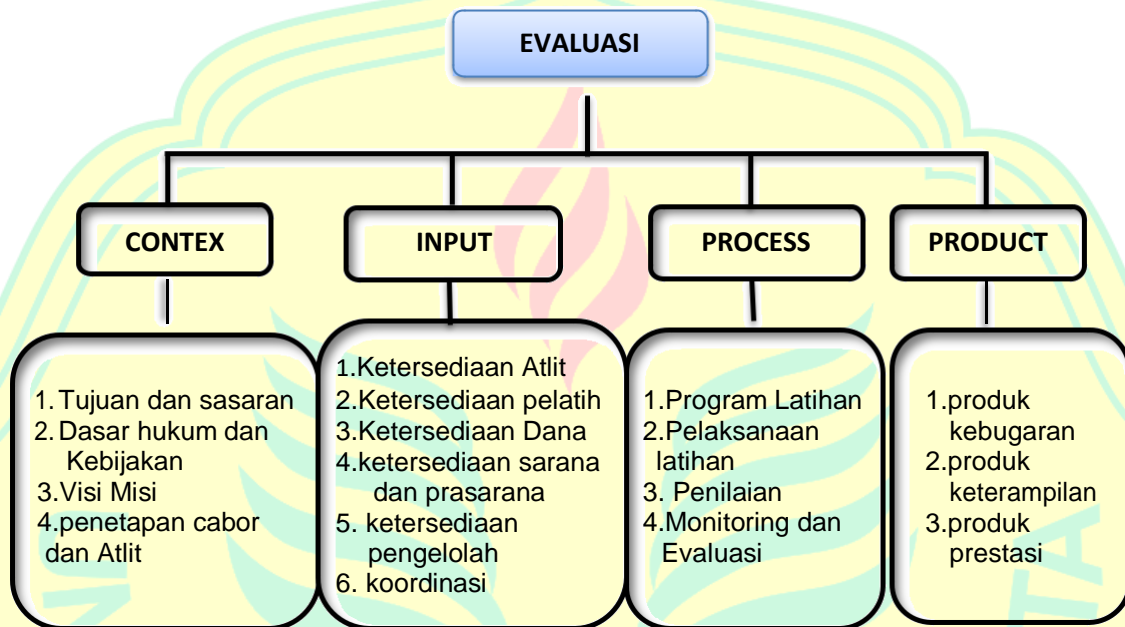 EVALUASI
CONTEX
INPUT
PROCESS
PRODUCT
1. Tujuan dan sasaran
2. Dasar hukum dan
Kebijakan
3.Visi Misi
4.penetapan cabor
dan Atlit
1.Ketersediaan Atlit
2.Ketersediaan pelatih
3.Ketersediaan Dana
4.ketersediaan sarana
dan prasarana
5. ketersediaan
pengelolah
6. koordinasi
1.Program Latihan
2.Pelaksanaan
latihan
3. Penilaian
4.Monitoring dan
Evaluasi
1.produk
kebugaran
2.produk
keterampilan
3.produk
prestasi